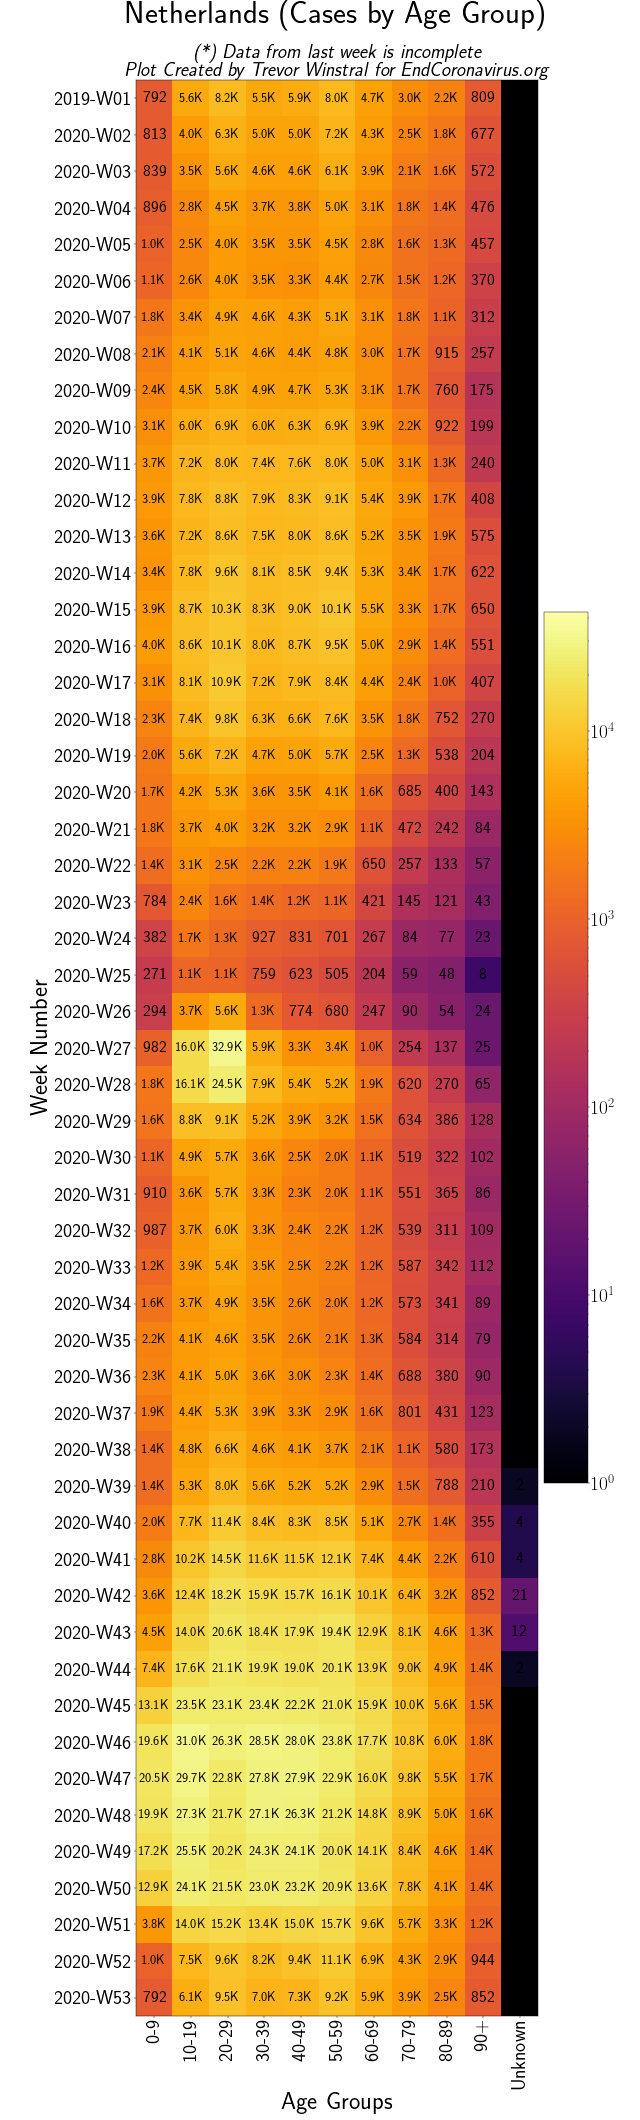 Netherlands (Cases by Age Group)
(*) Data from last week is incomplete
Plot Created by Trevor Winstral for EndCoronavirus.org
2019-W01 792 5.6K 8.2K 5.5K 5.9K 8.0K 4.7K 3.0K 2.2K 809
2020-W02 813 4.0K 6.3K 5.0K 5.0K 7.2K 4.3K 2.5K 1.8K 677
2020-W03 839 3.5K 5.6K 4.6K 4.6K 6.1K 3.9K 2.1K 1.6K 572
2020-W04 896 2.8K 4.5K 3.7K 3.8K 5.0K 3.1K 1.8K 1.4K 476
2020-W05 1.0K 2.5K 4.0K 3.5K 3.5K 4.5K 2.8K 1.6K 1.3K 457
2020-W06 1.1K 2.6K 4.0K 3.5K 3.3K 4.4K 2.7K 1.5K 1.2K 370
2020-W07 1.8K 3.4K 4.9K 4.6K 4.3K 5.1K 3.1K 1.8K 1.1K 312
2020-W08 2.1K 4.1K 5.1K 4.6K 4.4K 4.8K 3.0K 1.7K 915 257
2020-W09 2.4K 4.5K 5.8K 4.9K 4.7K 5.3K 3.1K 1.7K 760 175
2020-W10 3.1K 6.0K 6.9K 6.0K 6.3K 6.9K 3.9K 2.2K 922 199
2020-W11 3.7K 7.2K 8.0K 7.4K 7.6K 8.0K 5.0K 3.1K 1.3K 240
2020-W12 3.9K 7.8K 8.8K 7.9K 8.3K 9.1K 5.4K 3.9K 1.7K 408
2020-W13 3.6K 7.2K 8.6K 7.5K 8.0K 8.6K 5.2K 3.5K 1.9K 575
2020-W14 3.4K 7.8K 9.6K 8.1K 8.5K 9.4K 5.3K 3.4K 1.7K 622
2020-W15 3.9K 8.7K 10.3K 8.3K 9.0K 10.1K 5.5K 3.3K 1.7K 650
2020-W16 4.0K 8.6K 10.1K 8.0K 8.7K 9.5K 5.0K 2.9K 1.4K 551
2020-W17 3.1K 8.1K 10.9K 7.2K 7.9K 8.4K 4.4K 2.4K 1.0K 407
2020-W18 2.3K 7.4K 9.8K 6.3K 6.6K 7.6K 3.5K 1.8K 752 270
2020-W19 2.0K 5.6K 7.2K 4.7K 5.0K 5.7K 2.5K 1.3K 538 204
2020-W20 1.7K 4.2K 5.3K 3.6K 3.5K 4.1K 1.6K 685 400 143
2020-W21 1.8K 3.7K 4.0K 3.2K 3.2K 2.9K 1.1K 472 242 84
2020-W22 1.4K 3.1K 2.5K 2.2K 2.2K 1.9K 650 257 133 57
2020-W23 784 2.4K 1.6K 1.4K 1.2K 1.1K 421 145 121 43
2020-W24 382 1.7K 1.3K 927 831 701 267 84 77 23
2020-W25 271 1.1K 1.1K 759 623 505 204 59 48 8
2020-W26 294 3.7K 5.6K 1.3K 774 680 247 90 54 24
2020-W27 982 16.0K 32.9K 5.9K 3.3K 3.4K 1.0K 254 137 25
2020-W28 1.8K 16.1K 24.5K 7.9K 5.4K 5.2K 1.9K 620 270 65
2020-W29 1.6K 8.8K 9.1K 5.2K 3.9K 3.2K 1.5K 634 386 128
2020-W30 1.1K 4.9K 5.7K 3.6K 2.5K 2.0K 1.1K 519 322 102
2020-W31 910 3.6K 5.7K 3.3K 2.3K 2.0K 1.1K 551 365 86
2020-W32 987 3.7K 6.0K 3.3K 2.4K 2.2K 1.2K 539 311 109
2020-W33 1.2K 3.9K 5.4K 3.5K 2.5K 2.2K 1.2K 587 342 112
2020-W34 1.6K 3.7K 4.9K 3.5K 2.6K 2.0K 1.2K 573 341 89
2020-W35 2.2K 4.1K 4.6K 3.5K 2.6K 2.1K 1.3K 584 314 79
2020-W36 2.3K 4.1K 5.0K 3.6K 3.0K 2.3K 1.4K 688 380 90
2020-W37 1.9K 4.4K 5.3K 3.9K 3.3K 2.9K 1.6K 801 431 123
2020-W38 1.4K 4.8K 6.6K 4.6K 4.1K 3.7K 2.1K 1.1K 580 173
2020-W39 1.4K 5.3K 8.0K 5.6K 5.2K 5.2K 2.9K 1.5K 788 210 2
2020-W40 2.0K 7.7K 11.4K 8.4K 8.3K 8.5K 5.1K 2.7K 1.4K 355 4
2020-W41 2.8K 10.2K 14.5K 11.6K 11.5K 12.1K 7.4K 4.4K 2.2K 610 4
2020-W42 3.6K 12.4K 18.2K 15.9K 15.7K 16.1K 10.1K 6.4K 3.2K 852 21
2020-W43 4.5K 14.0K 20.6K 18.4K 17.9K 19.4K 12.9K 8.1K 4.6K 1.3K 12
2020-W44 7.4K 17.6K 21.1K 19.9K 19.0K 20.1K 13.9K 9.0K 4.9K 1.4K 2
2020-W45 13.1K 23.5K 23.1K 23.4K 22.2K 21.0K 15.9K 10.0K 5.6K 1.5K
2020-W46 19.6K 31.0K 26.3K 28.5K 28.0K 23.8K 17.7K 10.8K 6.0K 1.8K
2020-W47 20.5K 29.7K 22.8K 27.8K 27.9K 22.9K 16.0K 9.8K 5.5K 1.7K
2020-W48 19.9K 27.3K 21.7K 27.1K 26.3K 21.2K 14.8K 8.9K 5.0K 1.6K
2020-W49 17.2K 25.5K 20.2K 24.3K 24.1K 20.0K 14.1K 8.4K 4.6K 1.4K
2020-W50 12.9K 24.1K 21.5K 23.0K 23.2K 20.9K 13.6K 7.8K 4.1K 1.4K
2020-W51 3.8K 14.0K 15.2K 13.4K 15.0K 15.7K 9.6K 5.7K 3.3K 1.2K
2020-W52 1.0K 7.5K 9.6K 8.2K 9.4K 11.1K 6.9K 4.3K 2.9K 944
2020-W53 792 6.1K 9.5K 7.0K 7.3K 9.2K 5.9K 3.9K 2.5K 852
0-9 10-19 20-29 30-39 40-49 50-59 60-69 70-79 80-89 90+ Unknown
Age Groups
Week Number
10⁴
10³
10²
10¹
10⁰